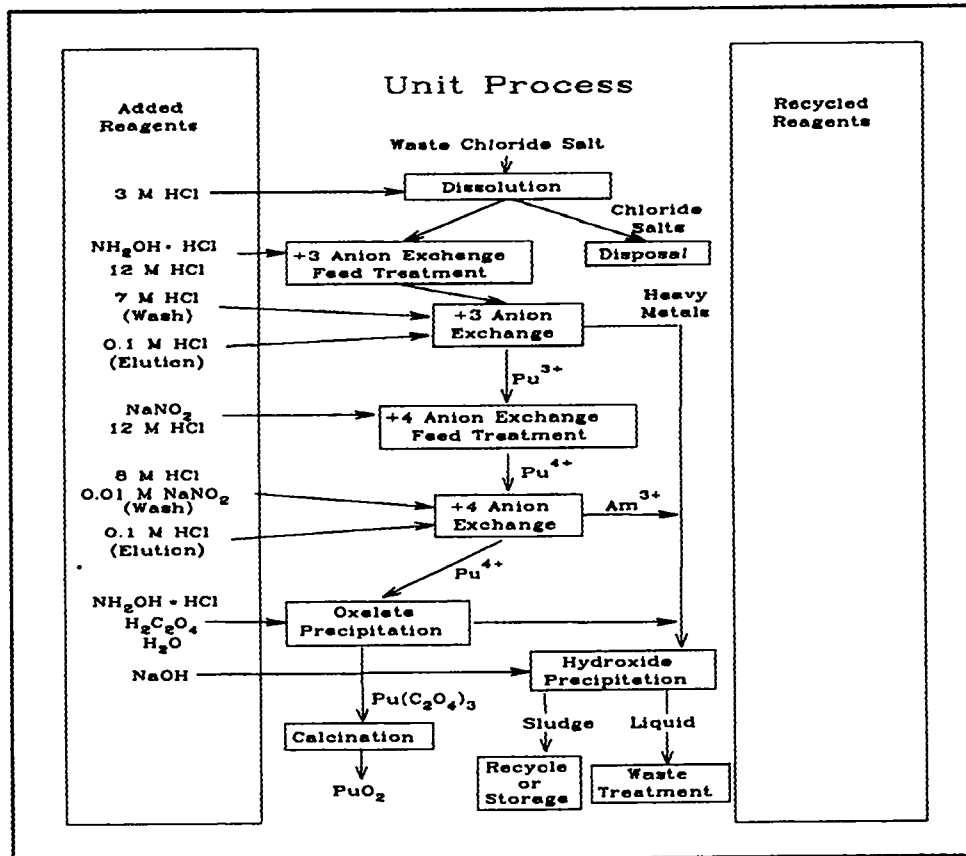 Unit Process
Added
Reagents
Recycled
Reagents
Waste Chloride Salt
3 M HCl
Dissolution
Chloride
Salts
Disposal
NH₂OH • HCl
12 M HCl
+3 Anion Exchange
Feed Treatment
7 M HCl
(Wash)
Heavy
Metals
+3 Anion
Exchange
0.1 M HCl
(Elution)
Pu³⁺
NaNO₂
12 M HCl
+4 Anion Exchange
Feed Treatment
Pu⁴⁺
8 M HCl
0.01 M NaNO₂
(Wash)
+4 Anion
Exchange
Am³⁺
0.1 M HCl
(Elution)
Pu⁴⁺
NH₂OH • HCl
H₂C₂O₄
H₂O
Oxelate
Precipitation
NaOH
Hydroxide
Precipitation
Pu(C₂O₄)₃
Sludge
Liquid
Calcination
Recycle
or
Storage
Waste
Treatment
PuO₂